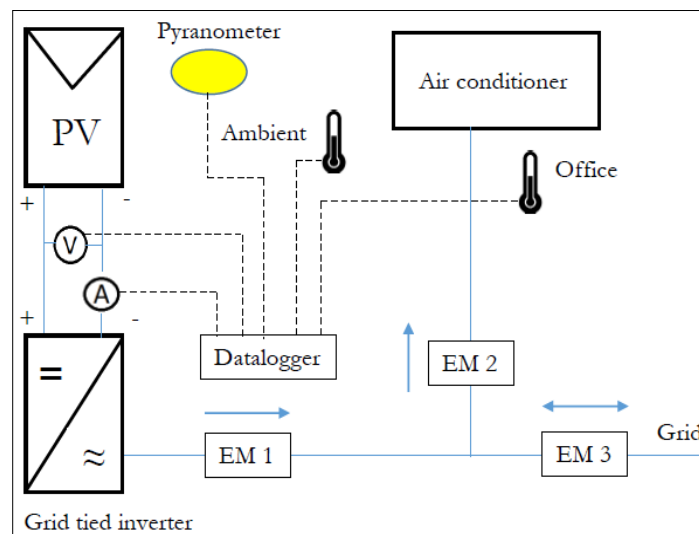 Pyranometer
Air conditioner
PV
Ambient
Office
+ -
V
A
+ -
Datalogger
=
≈
EM 2
EM 1
EM 3
Grid
Grid tied inverter